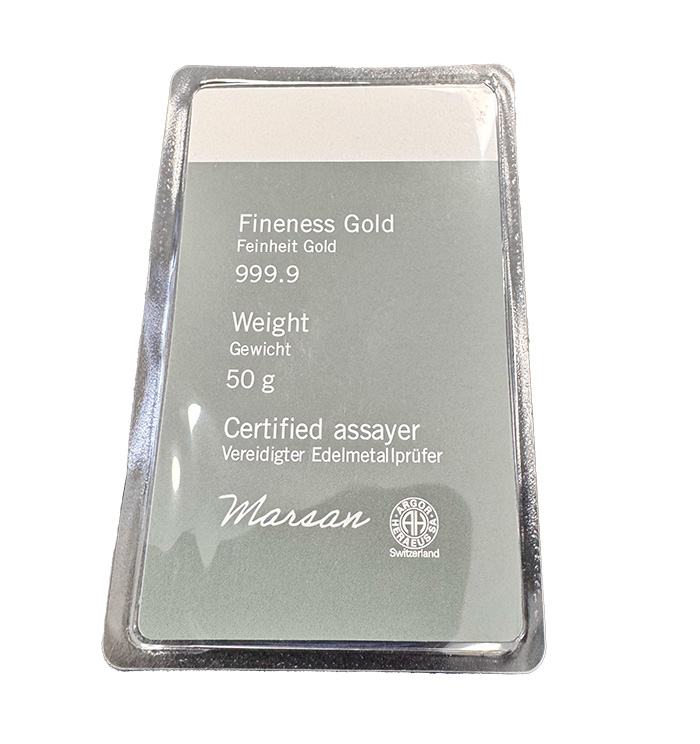 Fineness Gold
Feinheit Gold
999.9
Weight
Gewicht
50 g
Certified assayer
Vereidigter Edelmetallprüfer
Marsan
ARGOR HERAEUS SA
AH
Switzerland